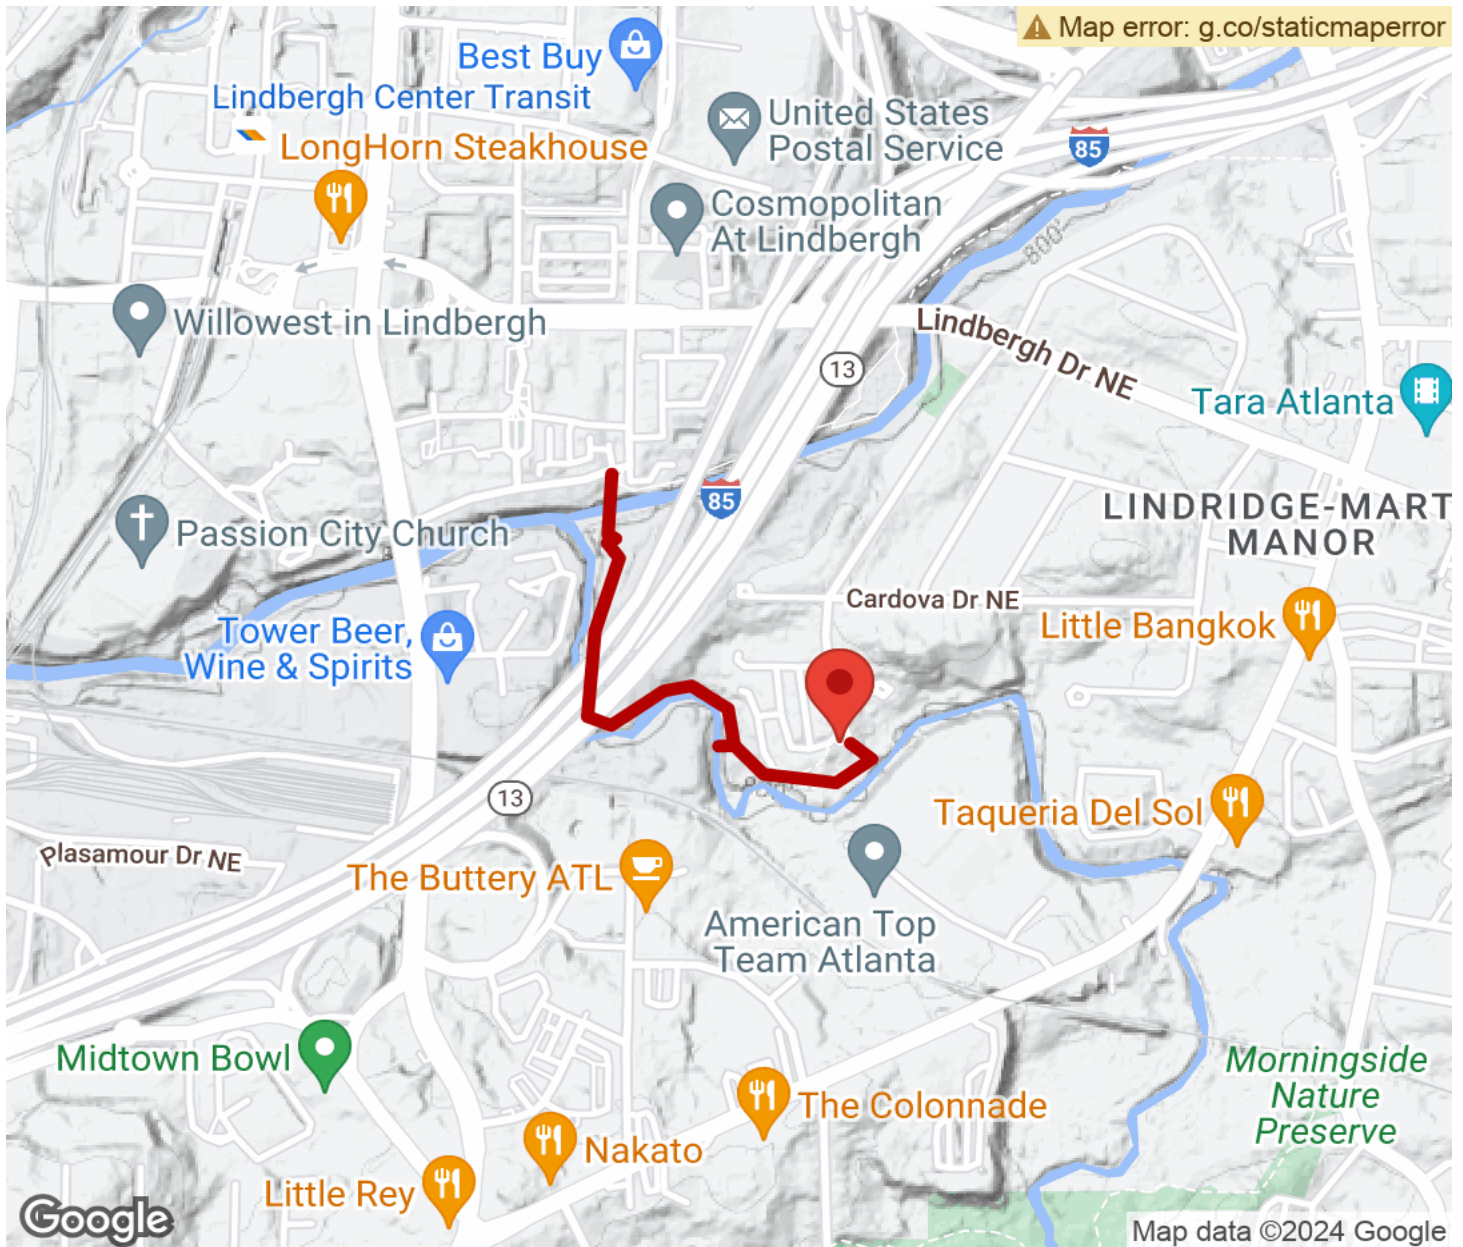 Map error: g.co/staticmaperror
Best Buy
Lindbergh Center Transit
LongHorn Steakhouse
United States
Postal Service
85
Cosmopolitan
At Lindbergh
800'
Willowest in Lindbergh
Lindbergh Dr NE
13
Tara Atlanta
85
LINDRIDGE-MART
MANOR
Passion City Church
Cardova Dr NE
Little Bangkok
Tower Beer,
Wine & Spirits
13
Taqueria Del Sol
Plasamour Dr NE
The Buttery ATL
American Top
Team Atlanta
Midtown Bowl
Morningside
Nature
Preserve
The Colonnade
Nakato
Little Rey
Google
Map data ©2024 Google